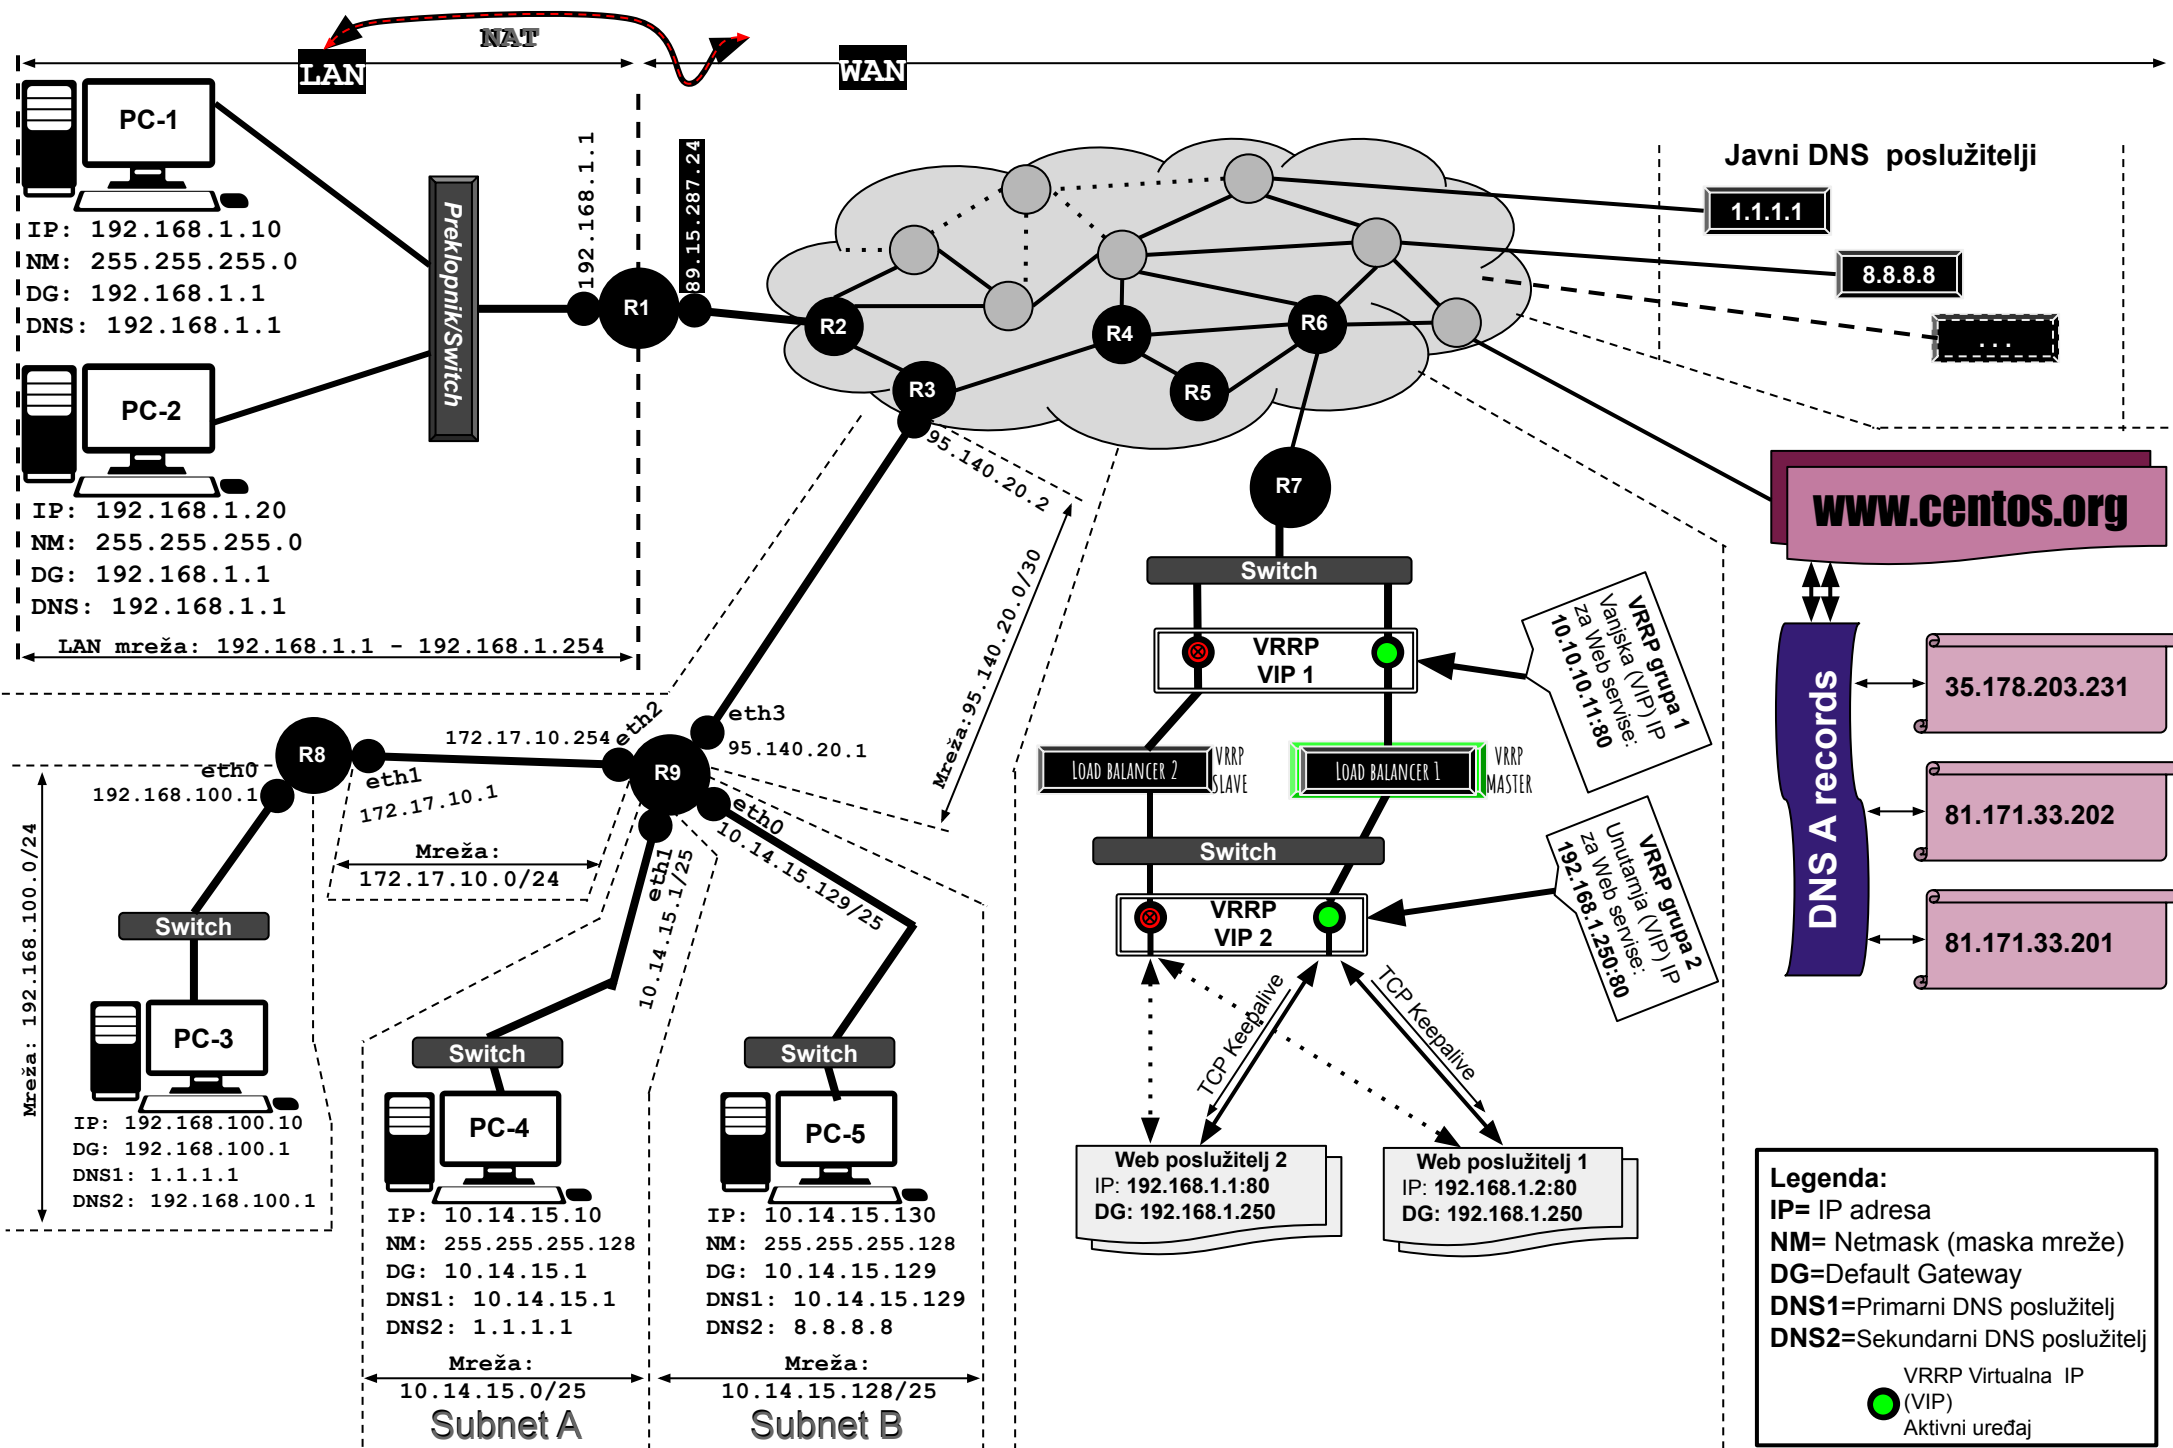 NAT
LAN
WAN
PC-1
IP: 192.168.1.10
NM: 255.255.255.0
DG: 192.168.1.1
DNS: 192.168.1.1
PC-2
IP: 192.168.1.20
NM: 255.255.255.0
DG: 192.168.1.1
DNS: 192.168.1.1
LAN mreža: 192.168.1.1 - 192.168.1.254
Preklopnik/Switch
192.168.1.1
R1
89.15.287.24
R2
R3
R4
R5
R6
R7
Javni DNS poslužitelji
1.1.1.1
8.8.8.8
...
www.centos.org
DNS A records
35.178.203.231
81.171.33.202
81.171.33.201
95.140.20.2
Mreža:95.140.20.0/30
eth3
95.140.20.1
eth2
172.17.10.254
R9
R8
eth0
192.168.100.1
eth1
172.17.10.1
Mreža:
172.17.10.0/24
eth0
10.14.15.129/25
eth1
10.14.15.1/25
Mreža: 192.168.100.0/24
Switch
PC-3
IP: 192.168.100.10
DG: 192.168.100.1
DNS1: 1.1.1.1
DNS2: 192.168.100.1
Switch
PC-4
IP: 10.14.15.10
NM: 255.255.255.128
DG: 10.14.15.1
DNS1: 10.14.15.1
DNS2: 1.1.1.1
Mreža:
10.14.15.0/25
Subnet A
Switch
PC-5
IP: 10.14.15.130
NM: 255.255.255.128
DG: 10.14.15.129
DNS1: 10.14.15.129
DNS2: 8.8.8.8
Mreža:
10.14.15.128/25
Subnet B
Switch
VRRP
VIP 1
VRRP grupa 1
Vanjska (VIP) IP
za Web servise:
10.10.10.11:80
LOAD BALANCER 2
VRRP
SLAVE
LOAD BALANCER 1
VRRP
MASTER
Switch
VRRP
VIP 2
VRRP grupa 2
Unutarnja (VIP) IP
za Web servise:
192.168.1.250:80
TCP Keepalive
TCP Keepalive
Web poslužitelj 2
IP: 192.168.1.1:80
DG: 192.168.1.250
Web poslužitelj 1
IP: 192.168.1.2:80
DG: 192.168.1.250
Legenda:
IP= IP adresa
NM= Netmask (maska mreže)
DG=Default Gateway
DNS1=Primarni DNS poslužitelj
DNS2=Sekundarni DNS poslužitelj
VRRP Virtualna IP
(VIP)
Aktivni uređaj